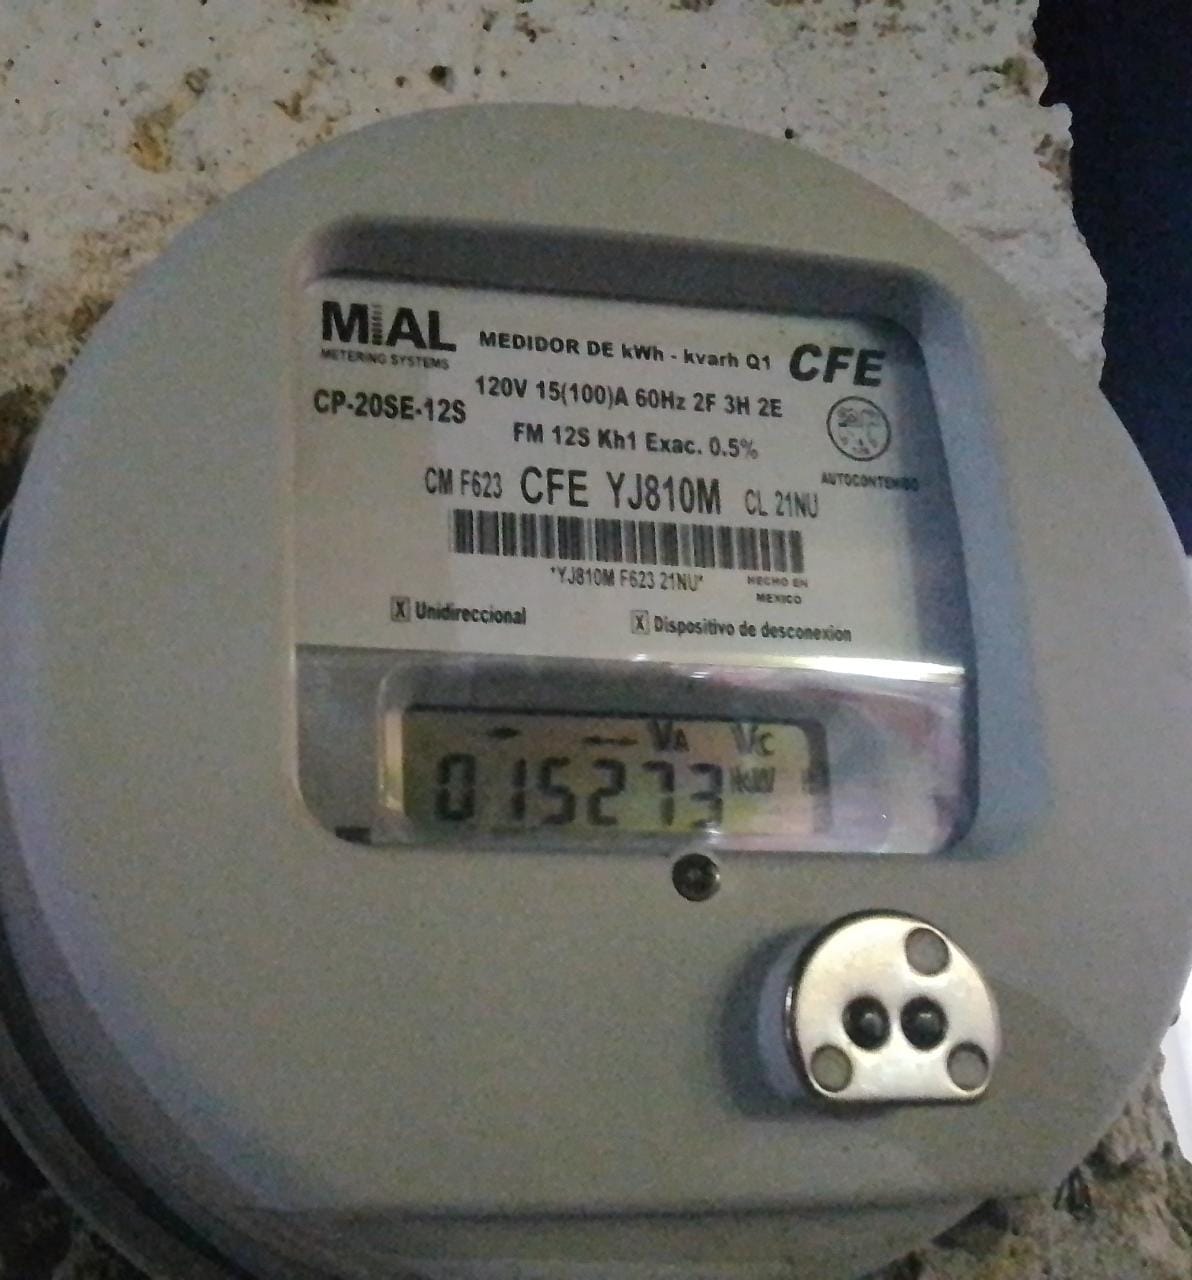 MIAL
METERING SYSTEMS
MEDIDOR DE kWh - kvarh Q1 CFE
CP-20SE-12S
120V 15(100)A 60Hz 2F 3H 2E
FM 12S Kh1 Exac. 0.5%
AUTOCONTENIDO
CM F623 CFE YJ810M CL 21NU
*YJ810M F623 21NU*
HECHO EN
MEXICO
X Unidireccional
X Dispositivo de desconexion
VA VC
015273 kW h